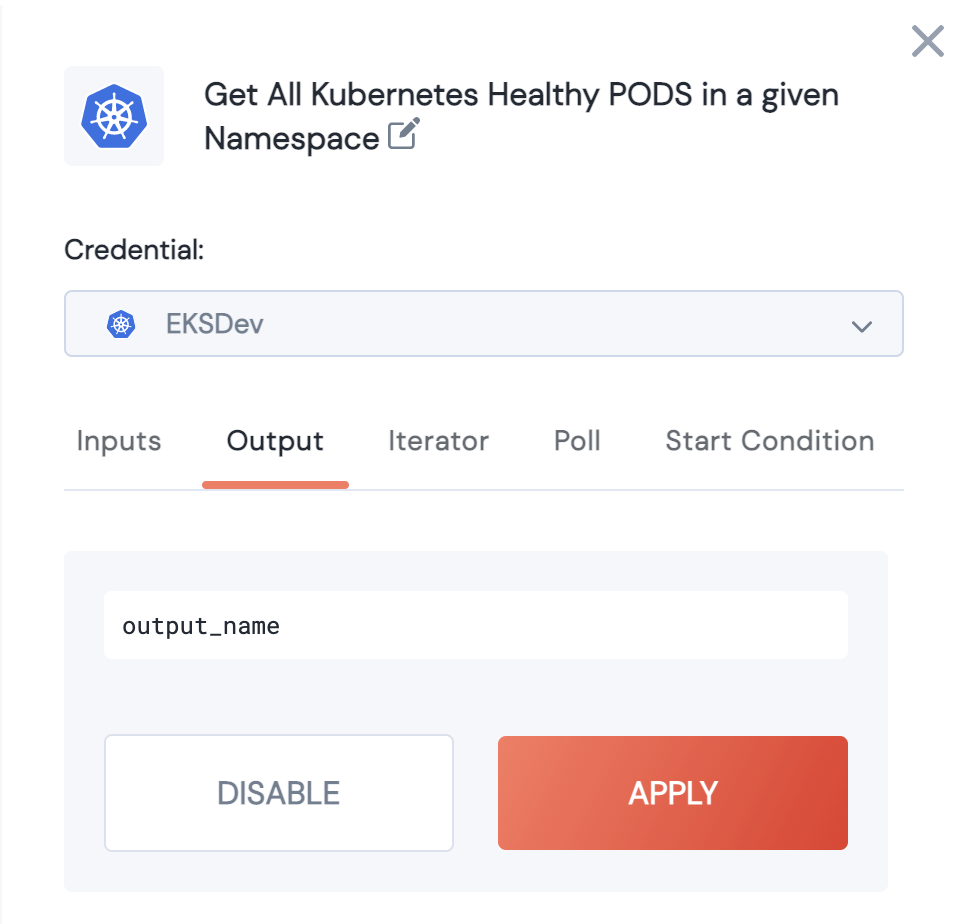 Get All Kubernetes Healthy PODS in a given
Namespace
Credential:
EKSDev
Inputs Output Iterator Poll Start Condition
output_name
DISABLE APPLY